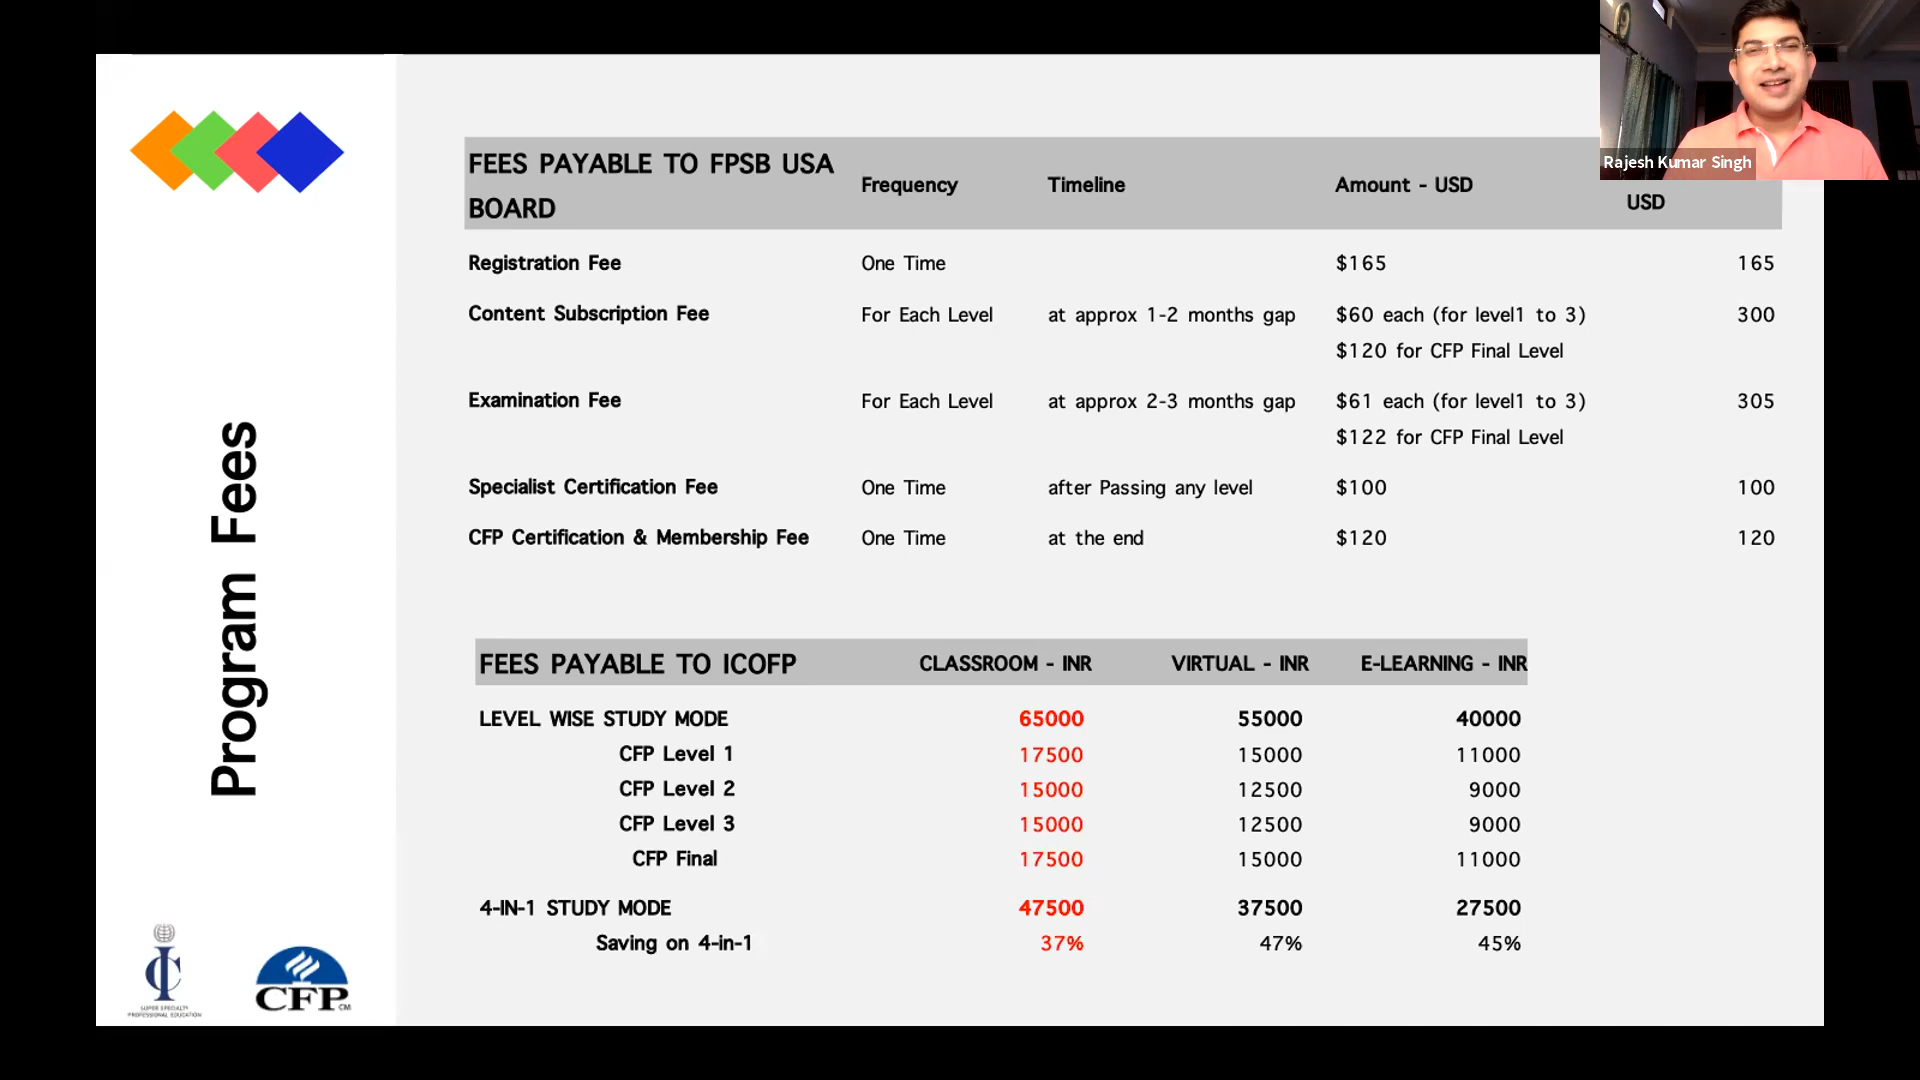 Rajesh Kumar Singh
Program Fees
FEES PAYABLE TO FPSB USA
BOARD
Frequency
Timeline
Amount - USD
USD
Registration Fee One Time $165 165
Content Subscription Fee For Each Level at approx 1-2 months gap $60 each (for level1 to 3) 300
$120 for CFP Final Level
Examination Fee For Each Level at approx 2-3 months gap $61 each (for level1 to 3) 305
$122 for CFP Final Level
Specialist Certification Fee One Time after Passing any level $100 100
CFP Certification & Membership Fee One Time at the end $120 120
FEES PAYABLE TO ICOFP CLASSROOM - INR VIRTUAL - INR E-LEARNING - INR
LEVEL WISE STUDY MODE 65000 55000 40000
CFP Level 1 17500 15000 11000
CFP Level 2 15000 12500 9000
CFP Level 3 15000 12500 9000
CFP Final 17500 15000 11000
4-IN-1 STUDY MODE 47500 37500 27500
Saving on 4-in-1 37% 47% 45%
SUPER SPECIALTY
PROFESSIONAL EDUCATION
CFP CM